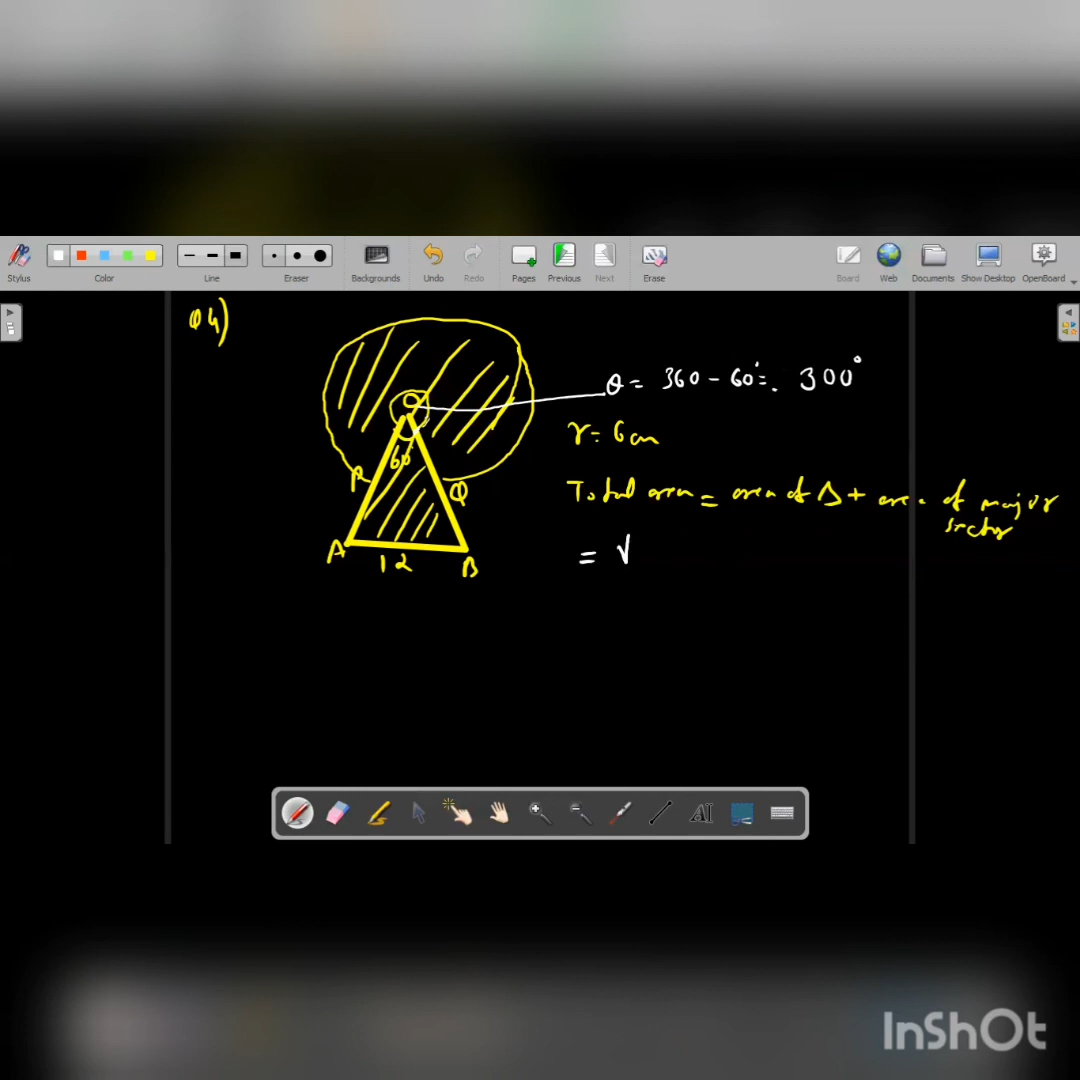 Stylus
Color
Line
Eraser
Backgrounds
Undo
Redo
Pages
Previous
Next
Erase
Board
Web
Documents
Show Desktop
OpenBoard
Q4)
θ = 360 - 60° = 300°
O
60
r = 6 cm
P
Q
Total area = area of Δ + area of major
sector
A
12
B
= √
AI
InShOt